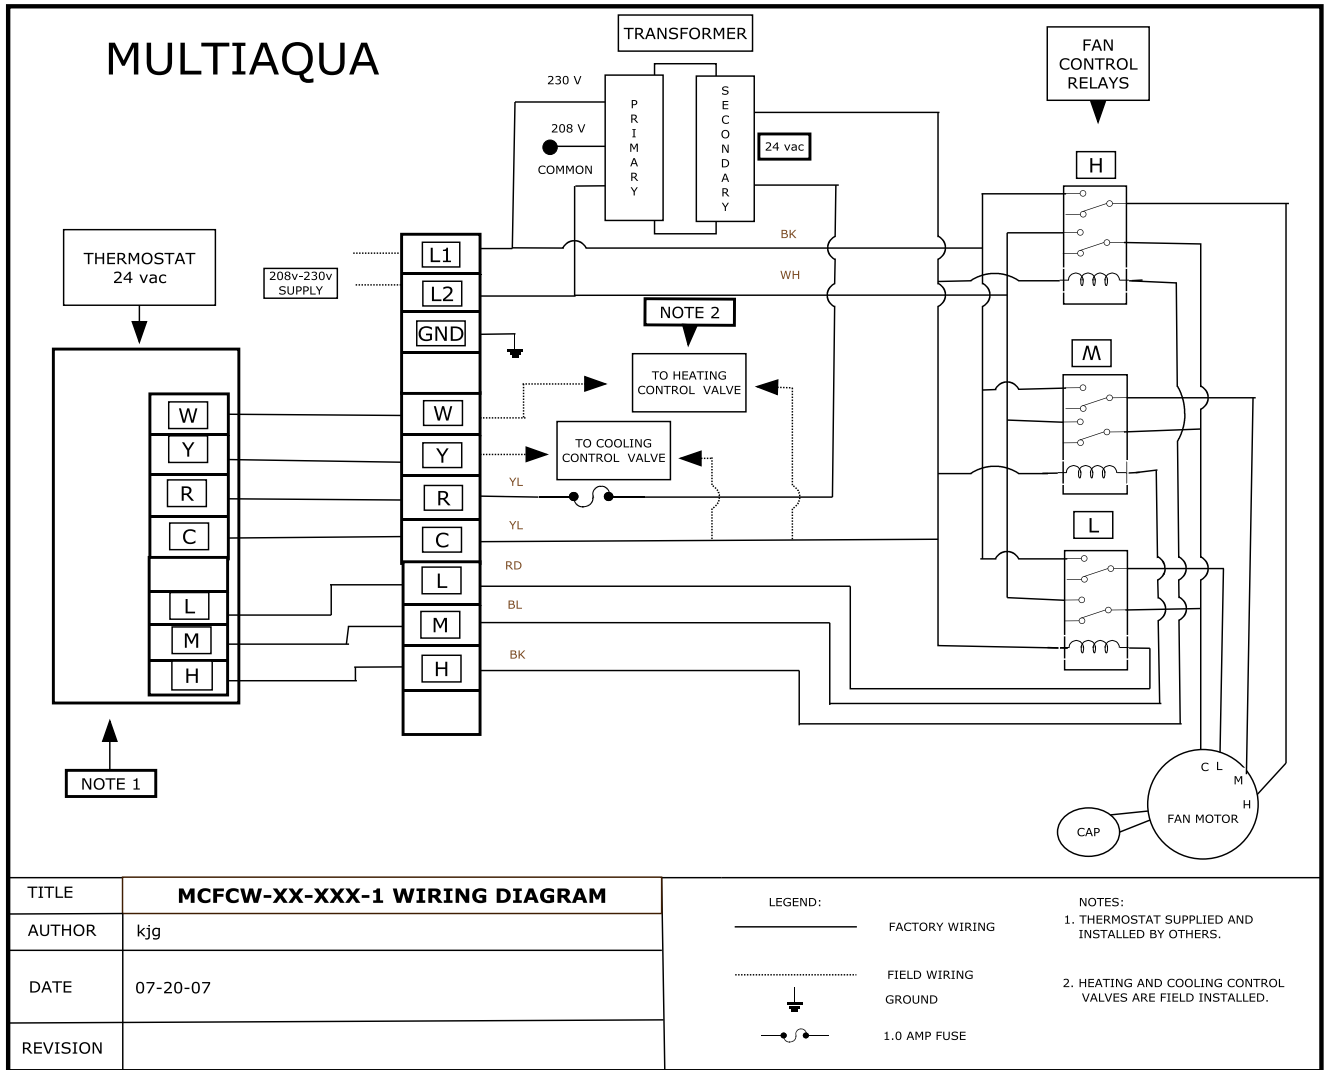 MULTIAQUA
TRANSFORMER
FAN
CONTROL
RELAYS
230 V
208 V
COMMON
PRIMARY
SECONDARY
24 vac
H
THERMOSTAT
24 vac
208v-230v
SUPPLY
L1
L2
GND
BK
WH
NOTE 2
TO HEATING
CONTROL VALVE
TO COOLING
CONTROL VALVE
M
L
W
Y
R
C
L
M
H
W
Y
R
C
L
M
H
YL
YL
RD
BL
BK
NOTE 1
C L
M
H
FAN MOTOR
CAP
TITLE
MCFCW-XX-XXX-1 WIRING DIAGRAM
AUTHOR
kjg
DATE
07-20-07
REVISION
LEGEND:
FACTORY WIRING
FIELD WIRING
GROUND
1.0 AMP FUSE
NOTES:
1. THERMOSTAT SUPPLIED AND
INSTALLED BY OTHERS.
2. HEATING AND COOLING CONTROL
VALVES ARE FIELD INSTALLED.